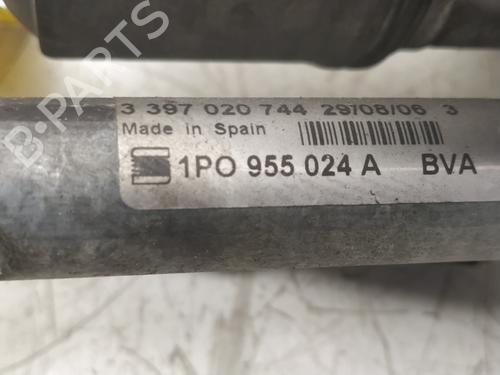 3 397 020 744 29/08/06 3
Made in Spain
1PO 955 024 A BVA
B-PARTS